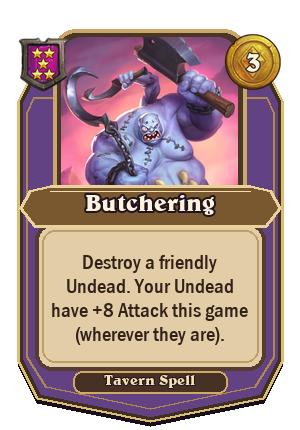 3
Butchering
Destroy a friendly
Undead. Your Undead
have +8 Attack this game
(wherever they are).
Tavern Spell